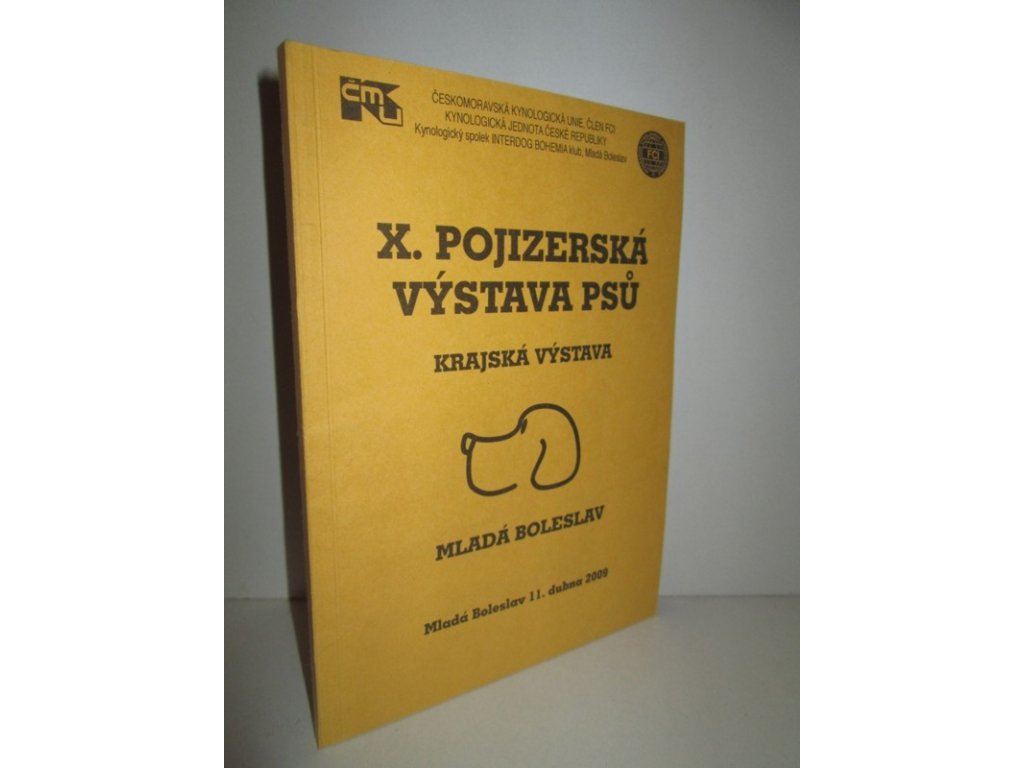 ČMKU
ČESKOMORAVSKÁ KYNOLOGICKÁ UNIE, ČLEN FCI
KYNOLOGICKÁ JEDNOTA ČESKÉ REPUBLIKY
Kynologický spolek INTERDOG BOHEMIA klub, Mladá Boleslav
FCI
X. POJIZERSKÁ
VÝSTAVA PSŮ
KRAJSKÁ VÝSTAVA
MLADÁ BOLESLAV
Mladá Boleslav 11. dubna 2009